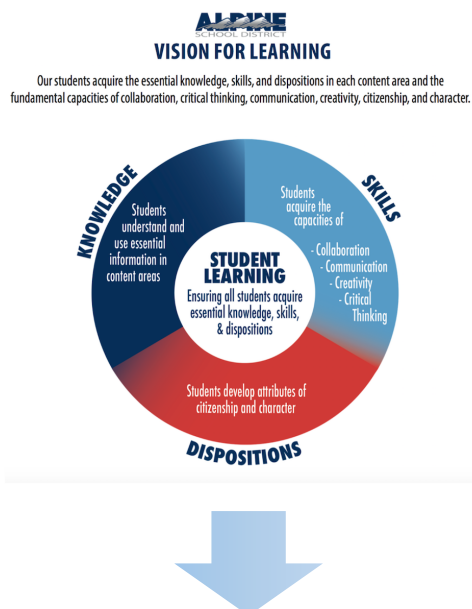 ALPINE
SCHOOL DISTRICT
VISION FOR LEARNING
Our students acquire the essential knowledge, skills, and dispositions in each content area and the
fundamental capacities of collaboration, critical thinking, communication, creativity, citizenship, and character.
KNOWLEDGE
Students
understand and
use essential
information in
content areas
SKILLS
Students
acquire the
capacities of
- Collaboration
- Communication
- Creativity
- Critical
Thinking
STUDENT
LEARNING
Ensuring all students acquire
essential knowledge, skills,
& dispositions
Students develop attributes of
citizenship and character
DISPOSITIONS